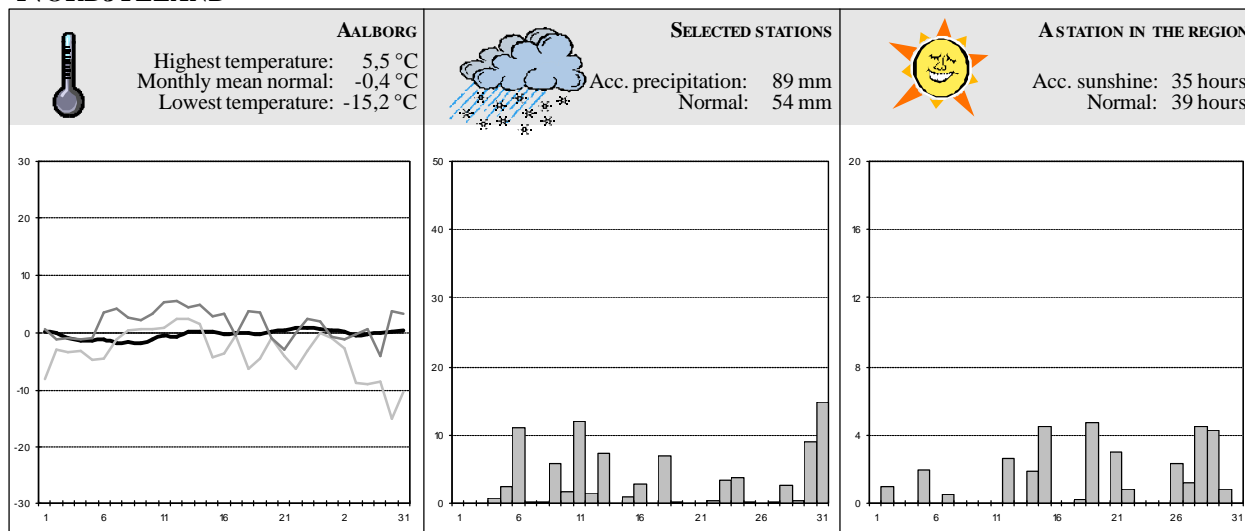 AALBORG
Highest temperature: 5,5 °C
Monthly mean normal: -0,4 °C
Lowest temperature: -15,2 °C
SELECTED STATIONS
Acc. precipitation: 89 mm
Normal: 54 mm
A STATION IN THE REGION
Acc. sunshine: 35 hours
Normal: 39 hours
30
20
10
0
-10
-20
-30
1 6 11 16 21 2 31
50
40
30
20
10
0
1 6 11 16 21 26 31
20
16
12
8
4
0
1 6 11 16 21 26 31